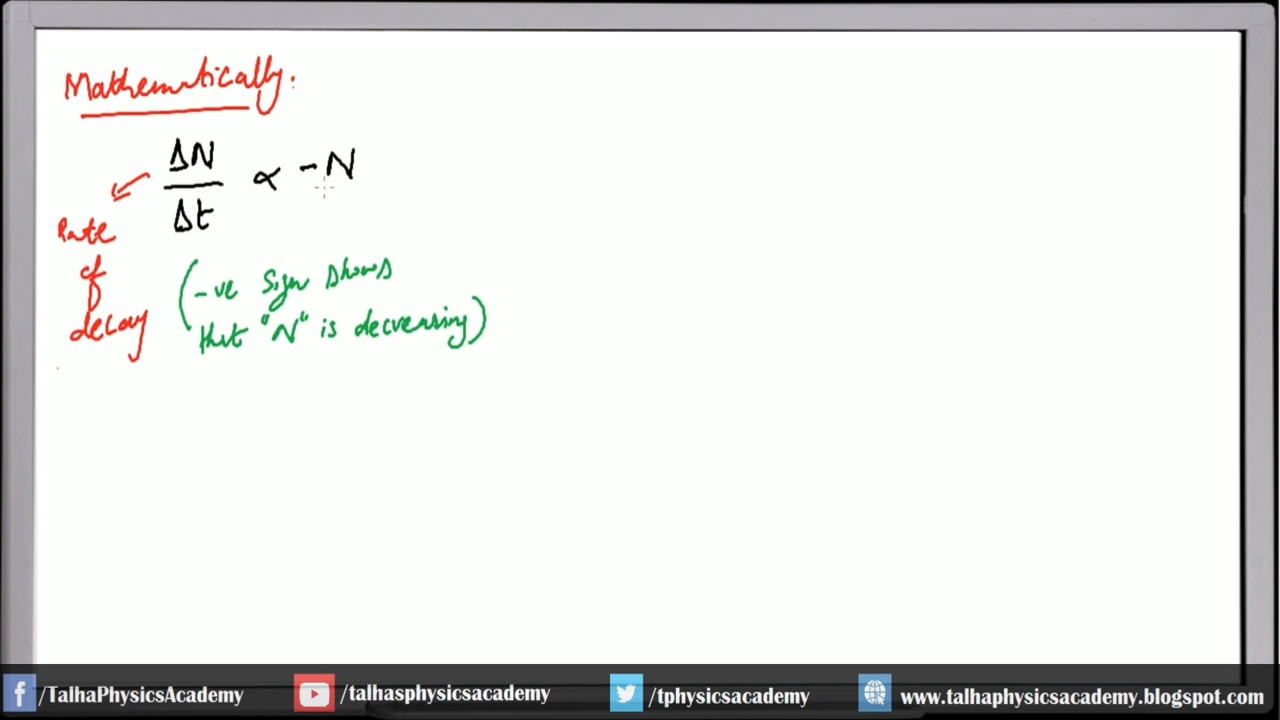 Mathematically:
ΔN
Δt
∝ -N
Rate
of
decay
(-ve Sign shows
that "N" is decreasing)
/TalhaPhysicsAcademy
/talhasphysicsacademy
/tphysicsacademy
www.talhaphysicsacademy.blogspot.com